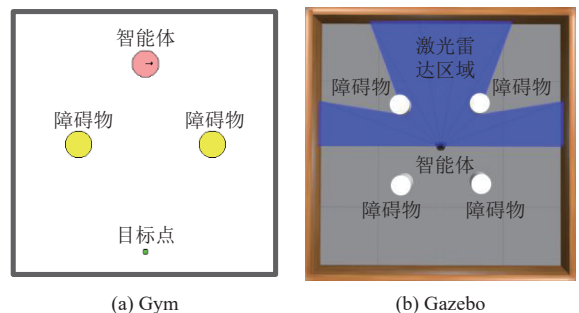 智能体
障碍物
障碍物
目标点
(a) Gym
激光雷
达区域
障碍物
障碍物
智能体
障碍物
障碍物
(b) Gazebo